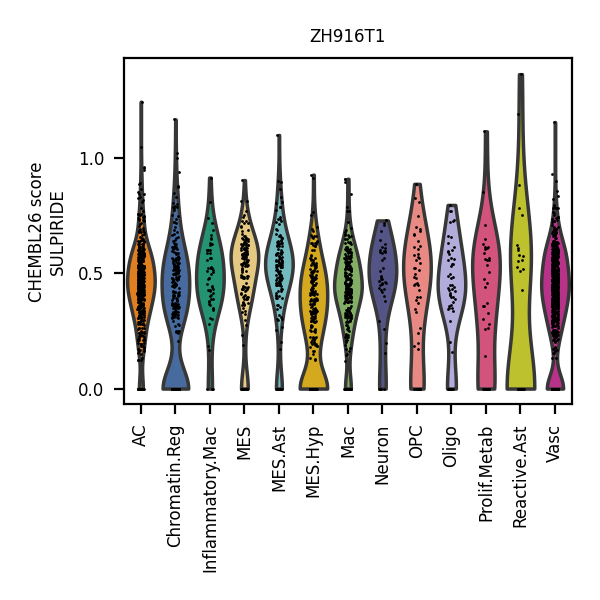 ZH916T1
CHEMBL26 score
SULPIRIDE
1.0
0.5
0.0
AC
Chromatin.Reg
Inflammatory.Mac
MES
MES.Ast
MES.Hyp
Mac
Neuron
OPC
Oligo
Prolif.Metab
Reactive.Ast
Vasc